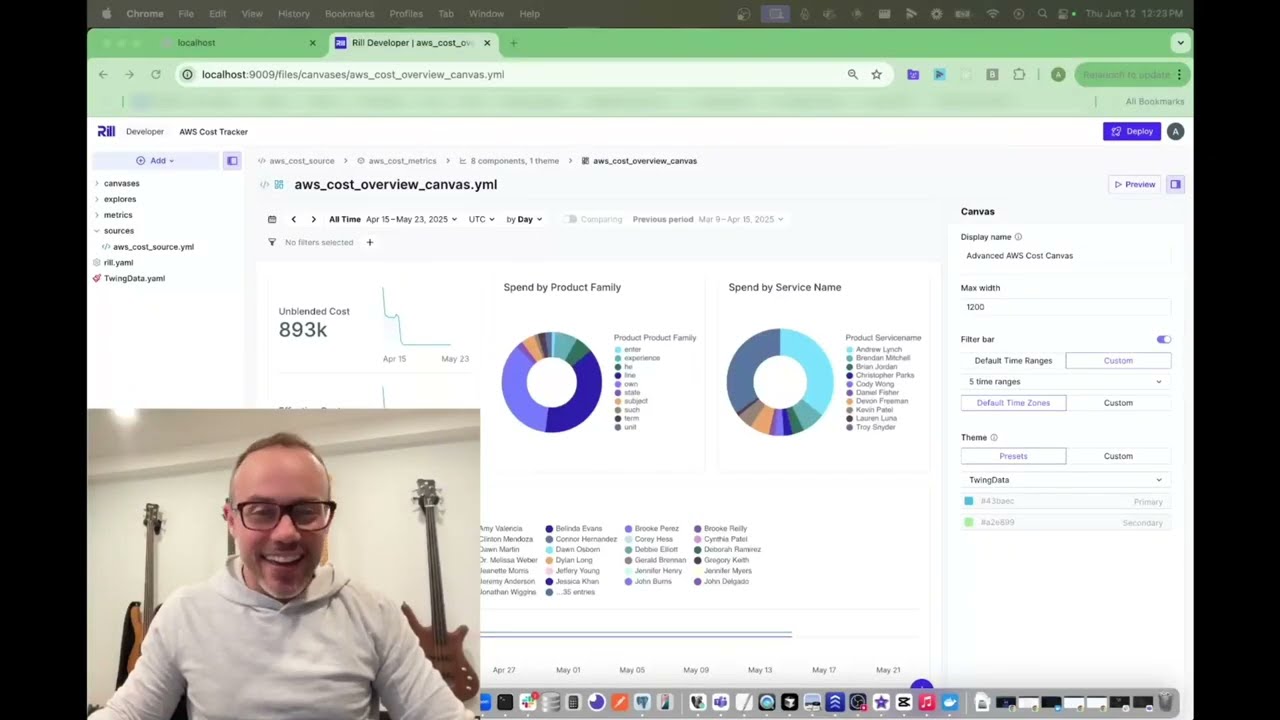 Chrome File Edit View History Bookmarks Profiles Tab Window Help Thu Jun 12 12:23 PM
localhost
Rill Developer | aws_cost_ov
localhost:9009/files/canvases/aws_cost_overview_canvas.yml
Relaunch to update
All Bookmarks
Rill Developer AWS Cost Tracker Deploy A
Add
aws_cost_source aws_cost_metrics 8 components, 1 theme aws_cost_overview_canvas
canvases
explores
metrics
sources
aws_cost_source.yml
rill.yaml
TwingData.yaml
aws_cost_overview_canvas.yml
Preview
All Time Apr 15–May 23, 2025 UTC by Day Comparing Previous period Mar 9–Apr 15, 2025
No filters selected
Unblended Cost
893k
Apr 15 May 23
Spend by Product Family
Product Product Family
enter
experience
he
line
own
state
subject
such
term
unit
Spend by Service Name
Product Servicename
Andrew Lynch
Brendan Mitchell
Brian Jordan
Christopher Parks
Cody Wong
Daniel Fisher
Devon Freeman
Kevin Patel
Lauren Luna
Troy Snyder
Amy Valencia Belinda Evans Brooke Perez Brooke Reilly
Clinton Mendoza Connor Hernandez Corey Hess Cynthia Patel
Dawn Martin Dawn Osborn Debbie Elliott Deborah Ramirez
Dr. Melissa Weber Dylan Long Gerald Brennan Gregory Keith
Jeanette Morris Jeffery Young Jennifer Henry Jennifer Myers
Jeremy Anderson Jessica Khan John Burns John Delgado
Jonathan Wiggins ...35 entries
Apr 27 May 01 May 05 May 09 May 13 May 17 May 21
Canvas
Display name
Advanced AWS Cost Canvas
Max width
1200
Filter bar
Default Time Ranges Custom
5 time ranges
Default Time Zones Custom
Theme
Presets Custom
TwingData
#43baec Primary
#a2e899 Secondary